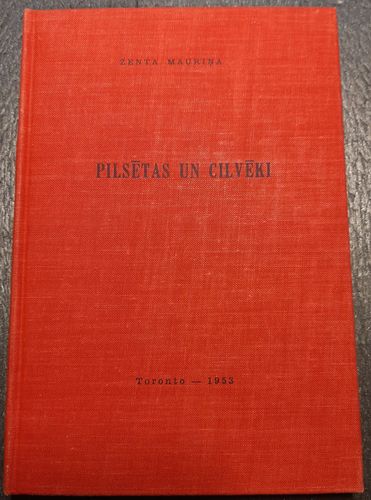 ZENTA MAURIŅA
PILSĒTAS UN CILVĒKI
Toronto — 1953